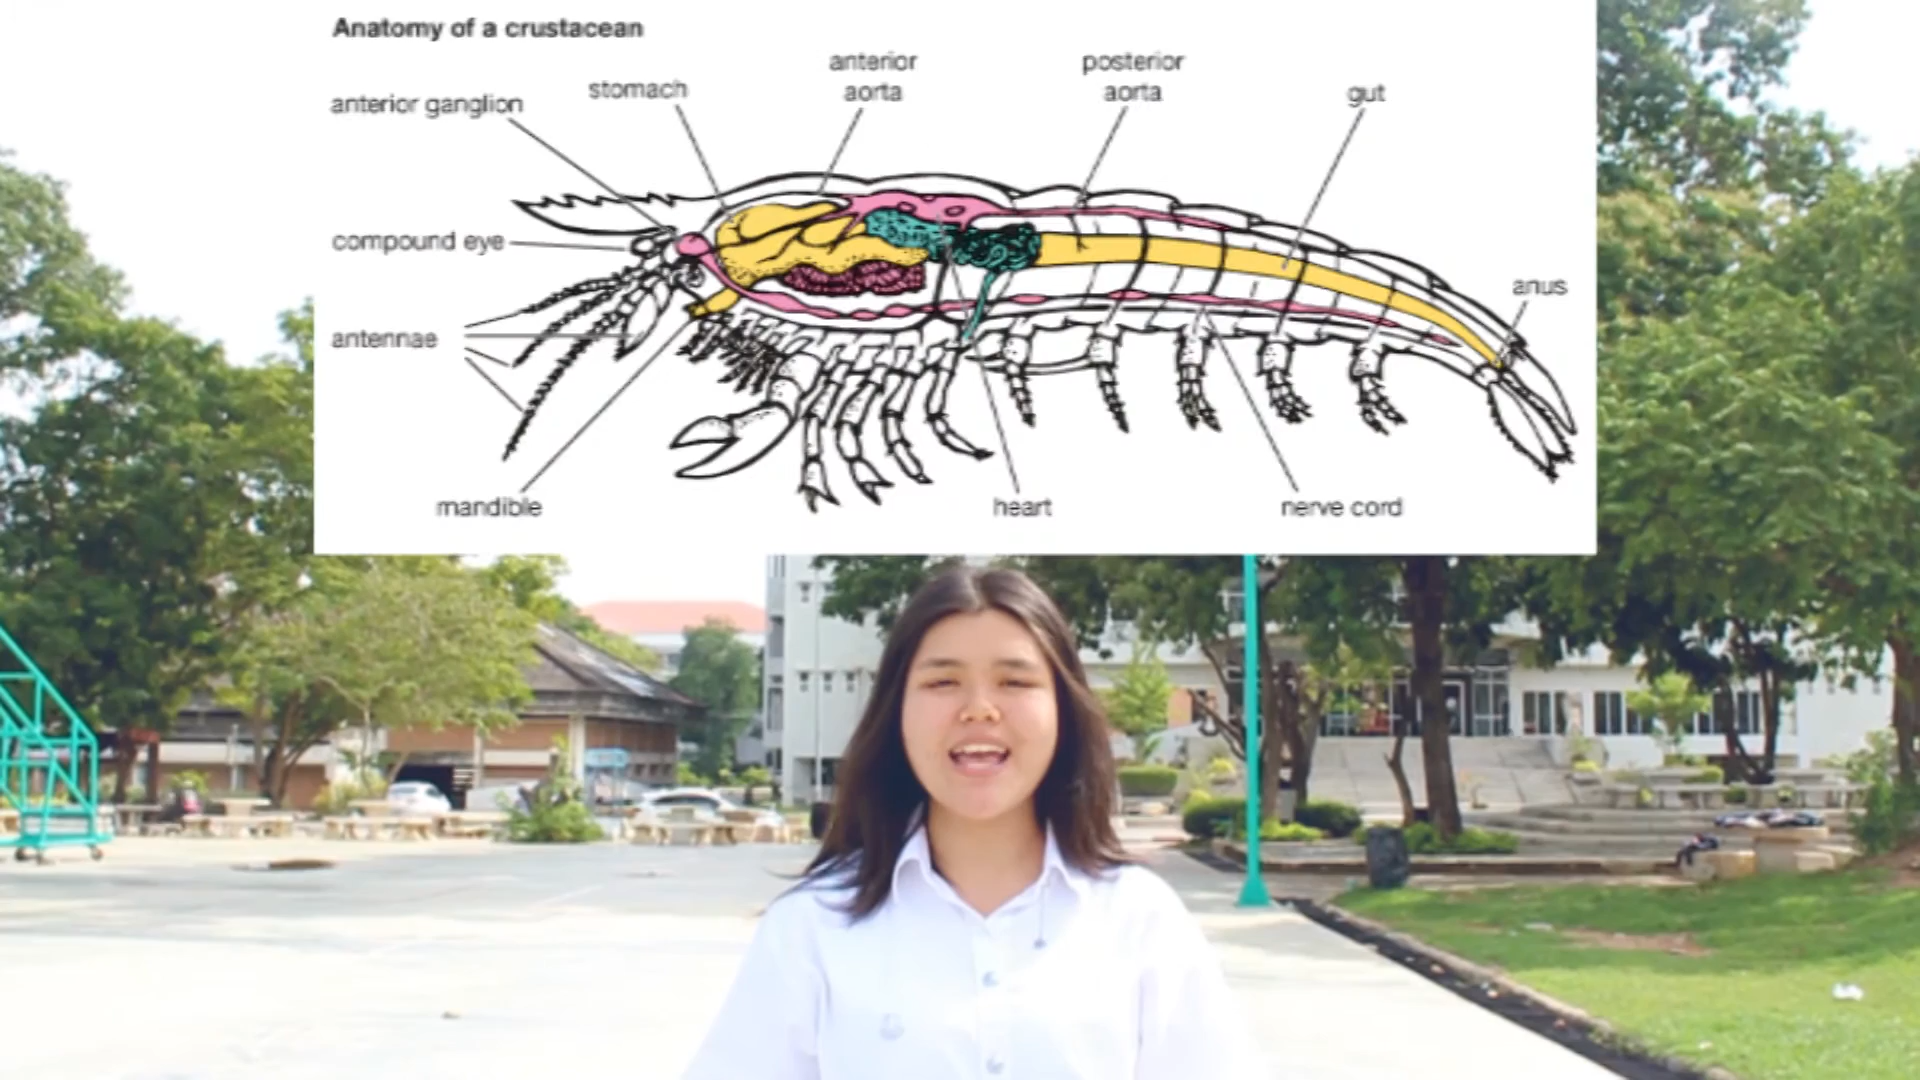 Anatomy of a crustacean
anterior
aorta
posterior
aorta
stomach
gut
anterior ganglion
compound eye
anus
antennae
mandible
heart
nerve cord